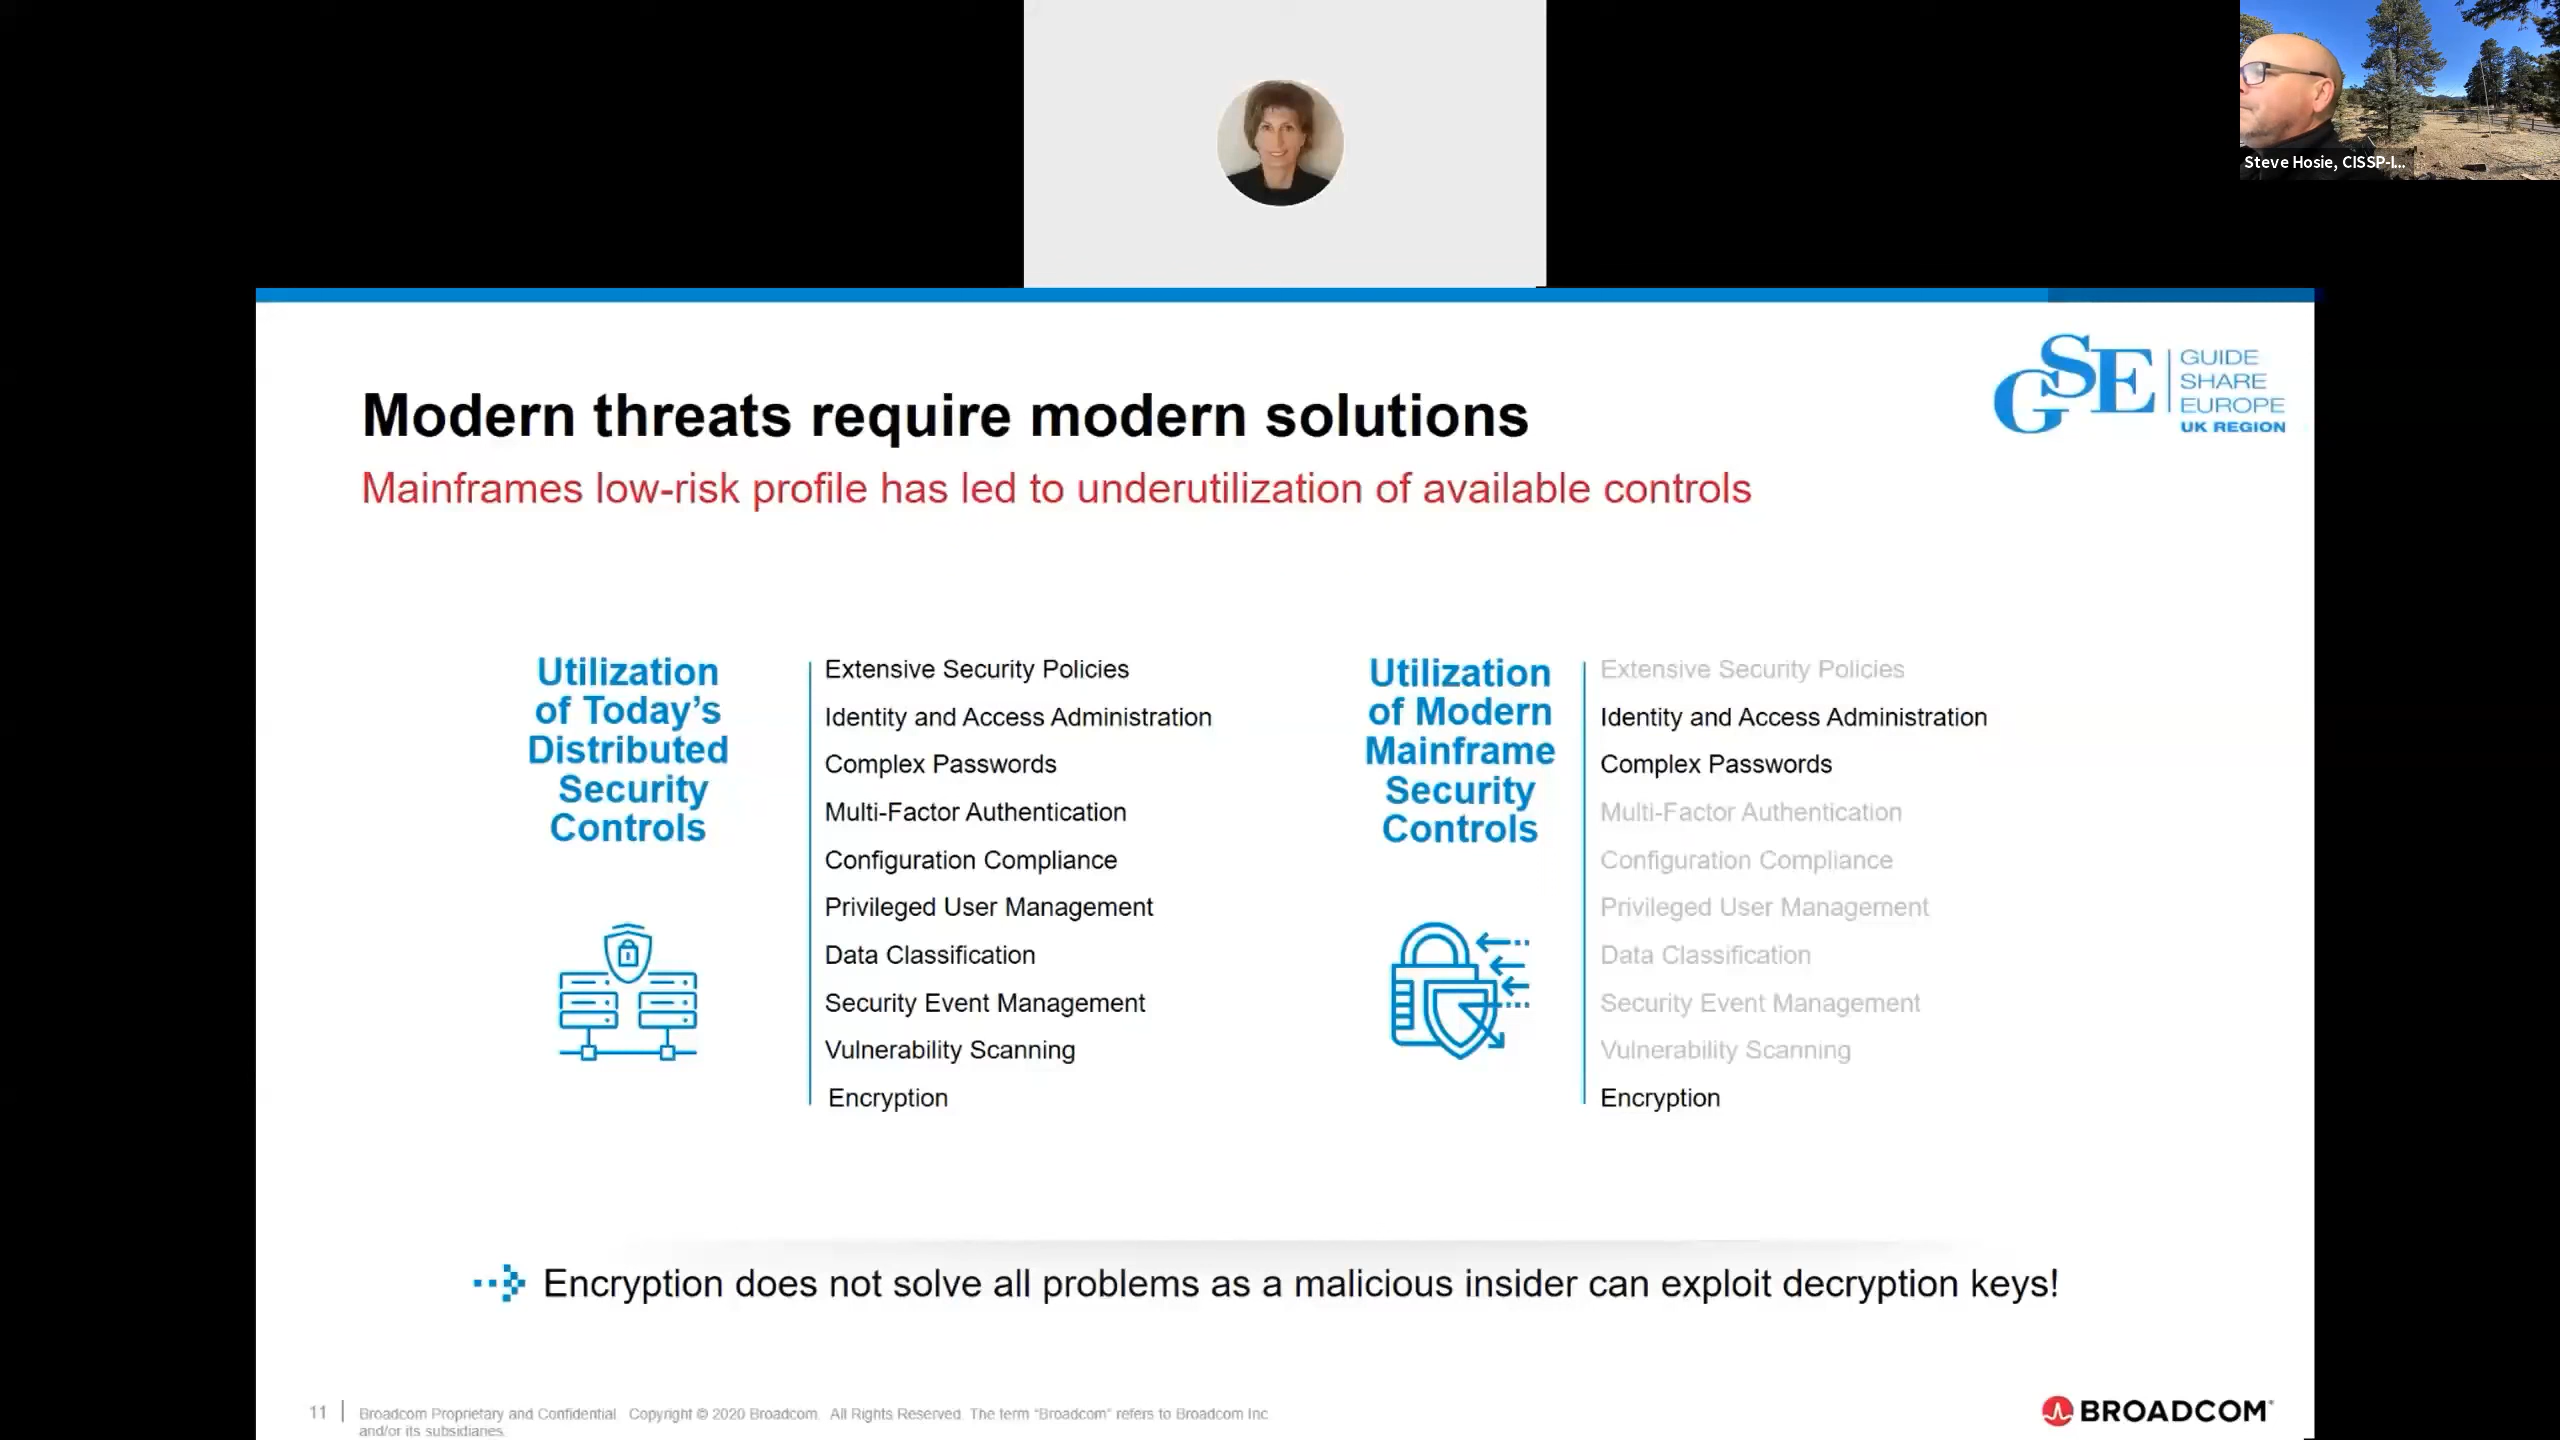 Steve Hosie, CISSP-I...
GSE
GUIDE
SHARE
EUROPE
UK REGION
Modern threats require modern solutions
Mainframes low-risk profile has led to underutilization of available controls
Utilization
of Today’s
Distributed
Security
Controls
Extensive Security Policies
Identity and Access Administration
Complex Passwords
Multi-Factor Authentication
Configuration Compliance
Privileged User Management
Data Classification
Security Event Management
Vulnerability Scanning
Encryption
Utilization
of Modern
Mainframe
Security
Controls
Extensive Security Policies
Identity and Access Administration
Complex Passwords
Multi-Factor Authentication
Configuration Compliance
Privileged User Management
Data Classification
Security Event Management
Vulnerability Scanning
Encryption
Encryption does not solve all problems as a malicious insider can exploit decryption keys!
11
Broadcom Proprietary and Confidential. Copyright © 2020 Broadcom. All Rights Reserved. The term “Broadcom” refers to Broadcom Inc
and/or its subsidiaries.
BROADCOM®